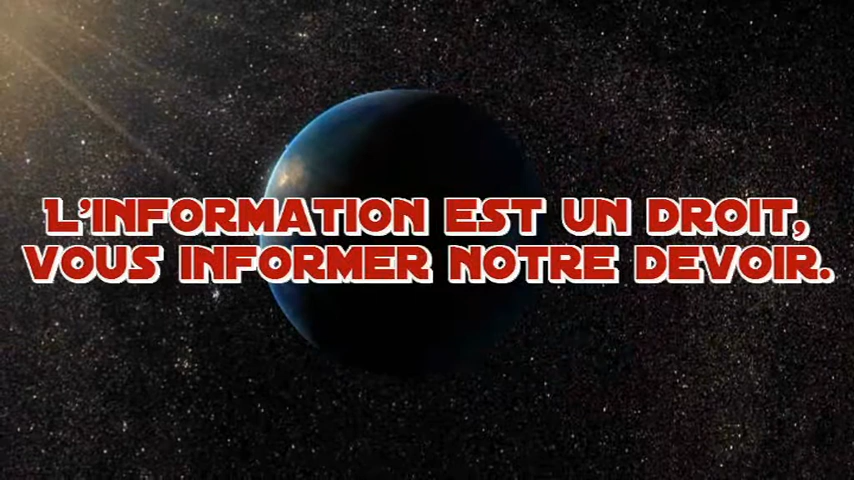 L'INFORMATION EST UN DROIT,
VOUS INFORMER NOTRE DEVOIR.